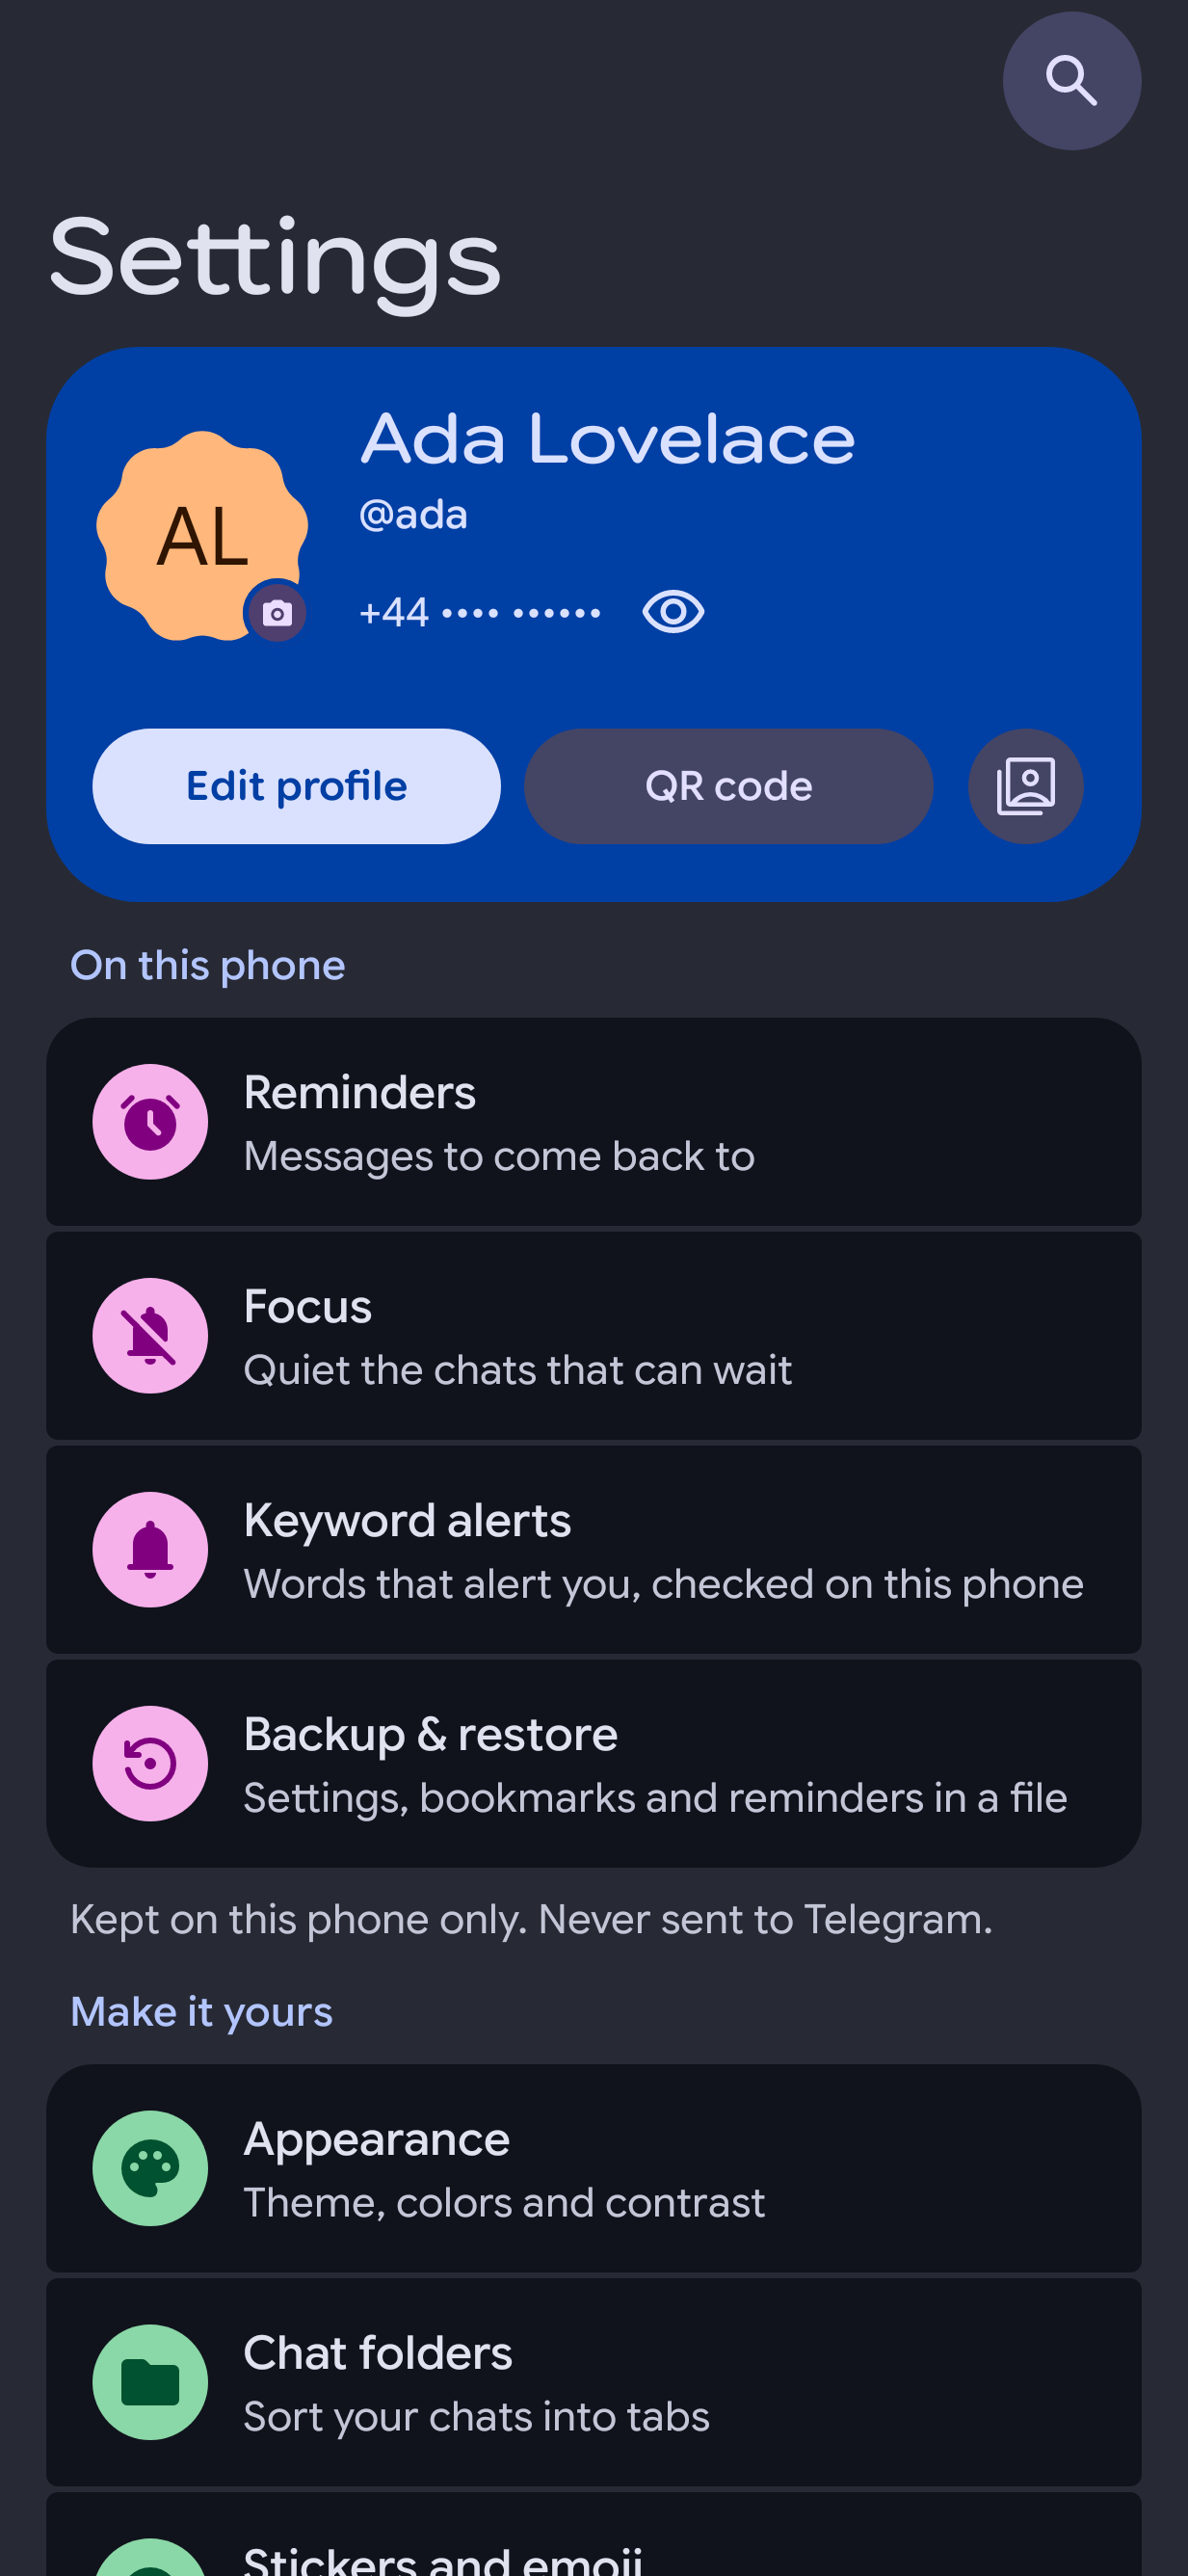 Settings
Ada Lovelace
@ada
AL
+44 •••• ••••••
Edit profile
QR code
On this phone
Reminders
Messages to come back to
Focus
Quiet the chats that can wait
Keyword alerts
Words that alert you, checked on this phone
Backup & restore
Settings, bookmarks and reminders in a file
Kept on this phone only. Never sent to Telegram.
Make it yours
Appearance
Theme, colors and contrast
Chat folders
Sort your chats into tabs
Stickers and emoji